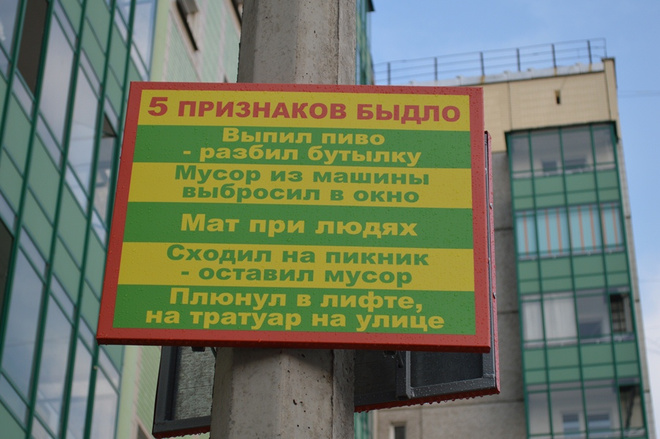 5 ПРИЗНАКОВ БЫДЛО
Выпил пиво
- разбил бутылку
Мусор из машины
выбросил в окно
Мат при людях
Сходил на пикник
- оставил мусор
Плюнул в лифте,
на тратуар на улице